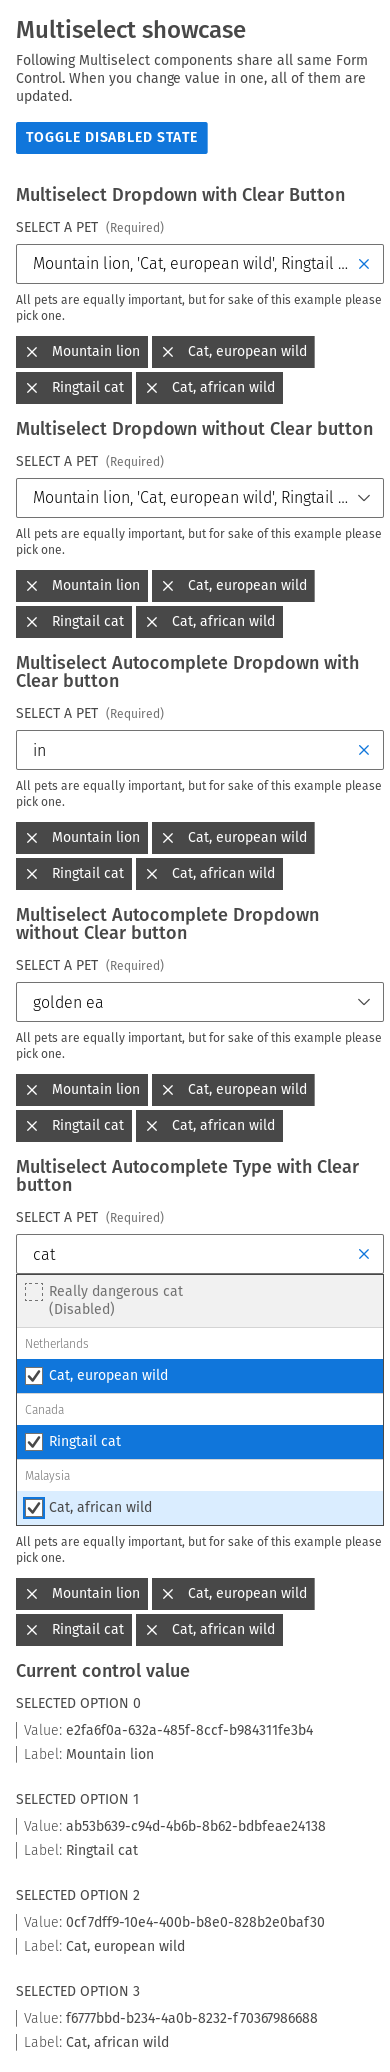 Multiselect showcase
Following Multiselect components share all same Form
Control. When you change value in one, all of them are
updated.
TOGGLE DISABLED STATE
Multiselect Dropdown with Clear Button
SELECT A PET (Required)
Mountain lion, 'Cat, european wild', Ringtail ...
All pets are equally important, but for sake of this example please
pick one.
Mountain lion Cat, european wild
Ringtail cat Cat, african wild
Multiselect Dropdown without Clear button
SELECT A PET (Required)
Mountain lion, 'Cat, european wild', Ringtail ...
All pets are equally important, but for sake of this example please
pick one.
Mountain lion Cat, european wild
Ringtail cat Cat, african wild
Multiselect Autocomplete Dropdown with
Clear button
SELECT A PET (Required)
in
All pets are equally important, but for sake of this example please
pick one.
Mountain lion Cat, european wild
Ringtail cat Cat, african wild
Multiselect Autocomplete Dropdown
without Clear button
SELECT A PET (Required)
golden ea
All pets are equally important, but for sake of this example please
pick one.
Mountain lion Cat, european wild
Ringtail cat Cat, african wild
Multiselect Autocomplete Type with Clear
button
SELECT A PET (Required)
cat
Really dangerous cat
(Disabled)
Netherlands
Cat, european wild
Canada
Ringtail cat
Malaysia
Cat, african wild
All pets are equally important, but for sake of this example please
pick one.
Mountain lion Cat, european wild
Ringtail cat Cat, african wild
Current control value
SELECTED OPTION 0
Value: e2fa6f0a-632a-485f-8ccf-b984311fe3b4
Label: Mountain lion
SELECTED OPTION 1
Value: ab53b639-c94d-4b6b-8b62-bdbfeae24138
Label: Ringtail cat
SELECTED OPTION 2
Value: 0cf7dff9-10e4-400b-b8e0-828b2e0baf30
Label: Cat, european wild
SELECTED OPTION 3
Value: f6777bbd-b234-4a0b-8232-f70367986688
Label: Cat, african wild